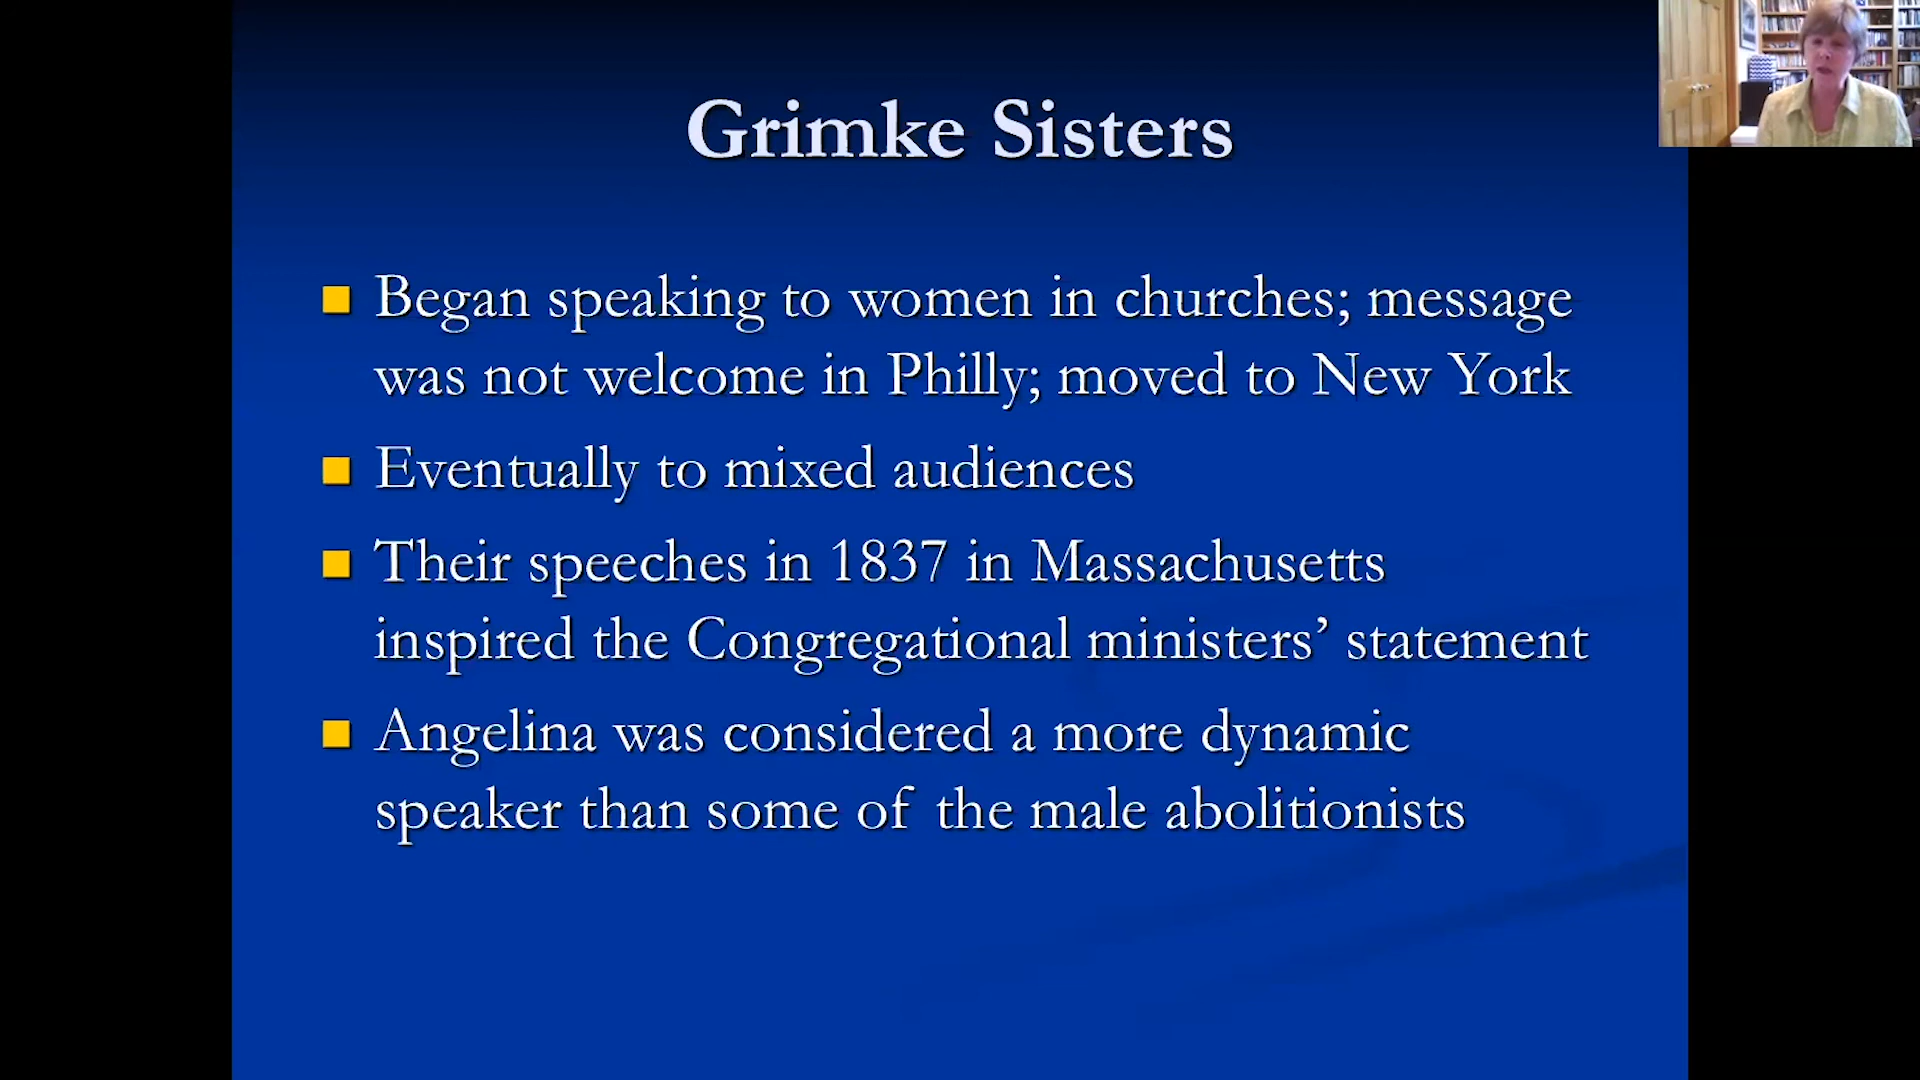 Grimke Sisters
Began speaking to women in churches; message
was not welcome in Philly; moved to New York
Eventually to mixed audiences
Their speeches in 1837 in Massachusetts
inspired the Congregational ministers’ statement
Angelina was considered a more dynamic
speaker than some of the male abolitionists